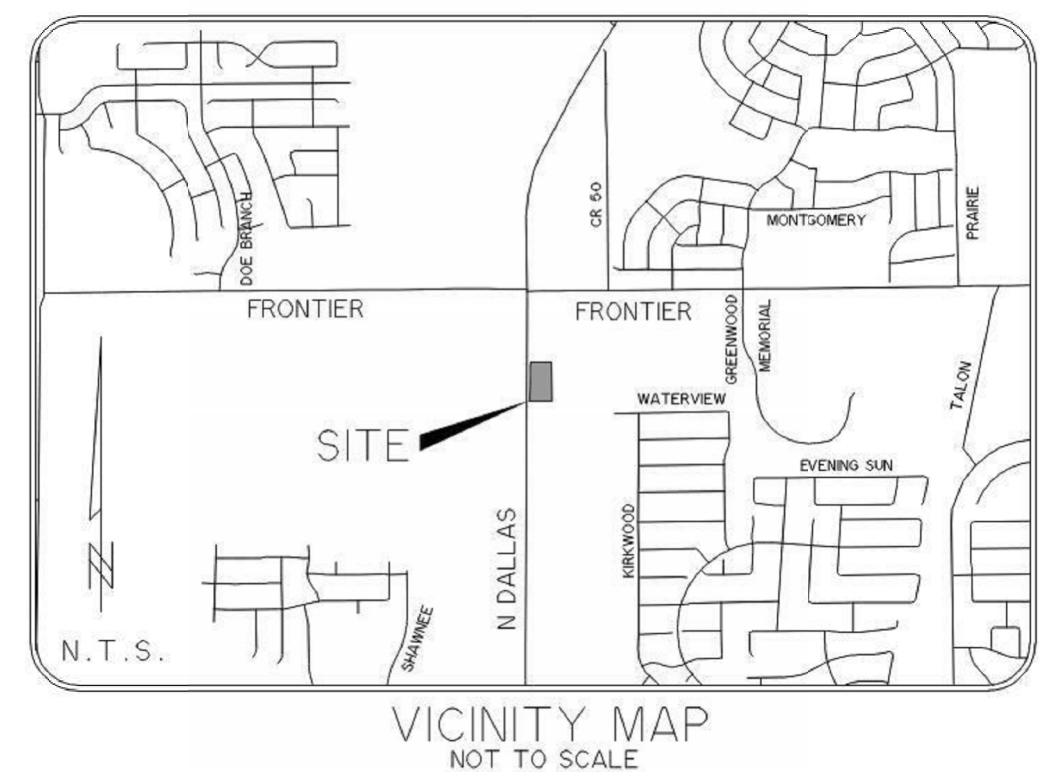 CR 60
PRAIRIE
DOE BRANCH
MONTGOMERY
FRONTIER
FRONTIER
GREENWOOD
MEMORIAL
TALON
WATERVIEW
SITE
EVENING SUN
N DALLAS
KIRKWOOD
N
SHAWNEE
N.T.S.
VICINITY MAP
NOT TO SCALE